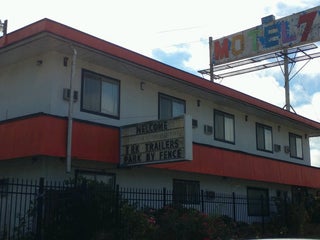 MOTEL 7
WELCOME
TRK TRAILERS
PARK BY FENCE